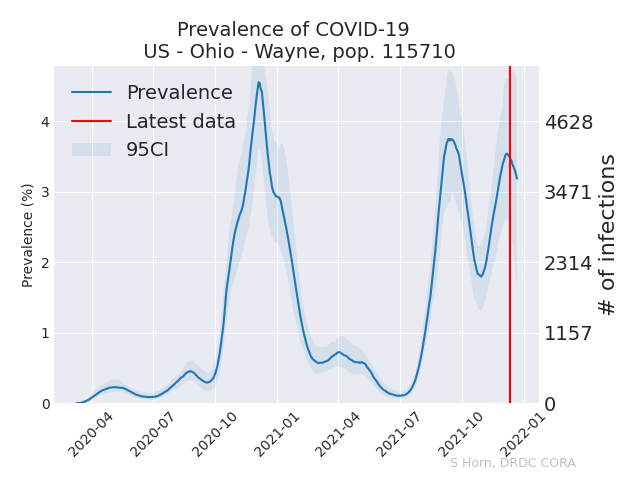 Prevalence of COVID-19
US - Ohio - Wayne, pop. 115710
Prevalence
Latest data
95CI
Prevalence (%)
4
3
2
1
0
4628
3471
2314
1157
0
# of infections
2020-04
2020-07
2020-10
2021-01
2021-04
2021-07
2021-10
2022-01
S Horn, DRDC CORA